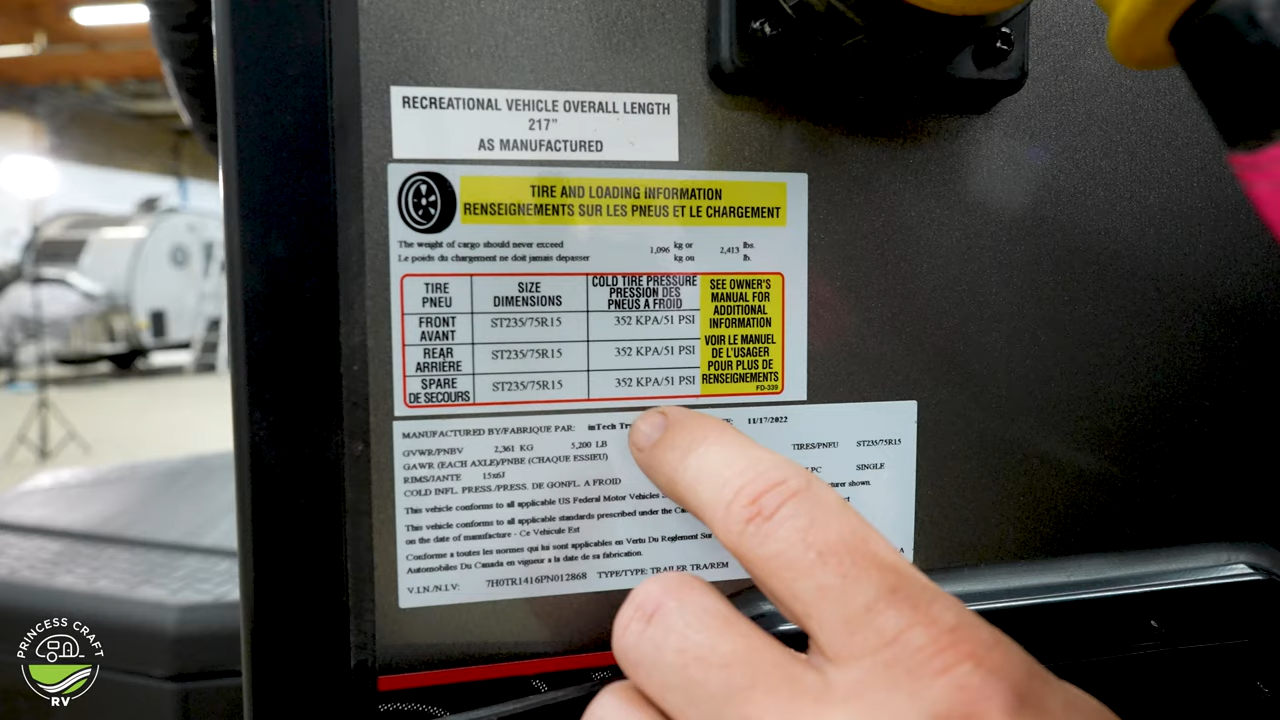 RECREATIONAL VEHICLE OVERALL LENGTH
217"
AS MANUFACTURED
TIRE AND LOADING INFORMATION
RENSEIGNEMENTS SUR LES PNEUS ET LE CHARGEMENT
The weight of cargo should never exceed 1,096 kg or 2,413 lbs.
Le poids du chargement ne doit jamais depasser kg ou lb.
TIRE PNEU SIZE DIMENSIONS COLD TIRE PRESSURE PRESSION DES PNEUS A FROID
FRONT AVANT ST235/75R15 352 KPA/51 PSI
REAR ARRIÈRE ST235/75R15 352 KPA/51 PSI
SPARE DE SECOURS ST235/75R15 352 KPA/51 PSI
SEE OWNER'S
MANUAL FOR
ADDITIONAL
INFORMATION
VOIR LE MANUEL
DE L'USAGER
POUR PLUS DE
RENSEIGNEMENTS
FD-339
MANUFACTURED BY/FABRIQUE PAR: inTech 11/17/2022
GVWR/PNBV 2,361 KG 5,200 LB TIRES/PNEU ST235/75R15
GAWR (EACH AXLE)/PNBE (CHAQUE ESSIEU)
RIMS/JANTE 15x6J PC SINGLE
COLD INFL. PRESS./PRESS. DE GONFL. A FROID shown.
This vehicle conforms to all applicable US Federal Motor Vehicles
This vehicle conforms to all applicable standards prescribed under the
on the date of manufacture - Ce Vehicule Est
Conforme a toutes les normes qui lui sont applicables en Vertu Du Reglement Sur
Automobiles Du Canada en vigueur a la date de sa fabrication.
V.I.N./N.I.V: 7H0TR1416PN012868 TYPE/TYPE: TRAILER TRA/REM
PRINCESS CRAFT
RV